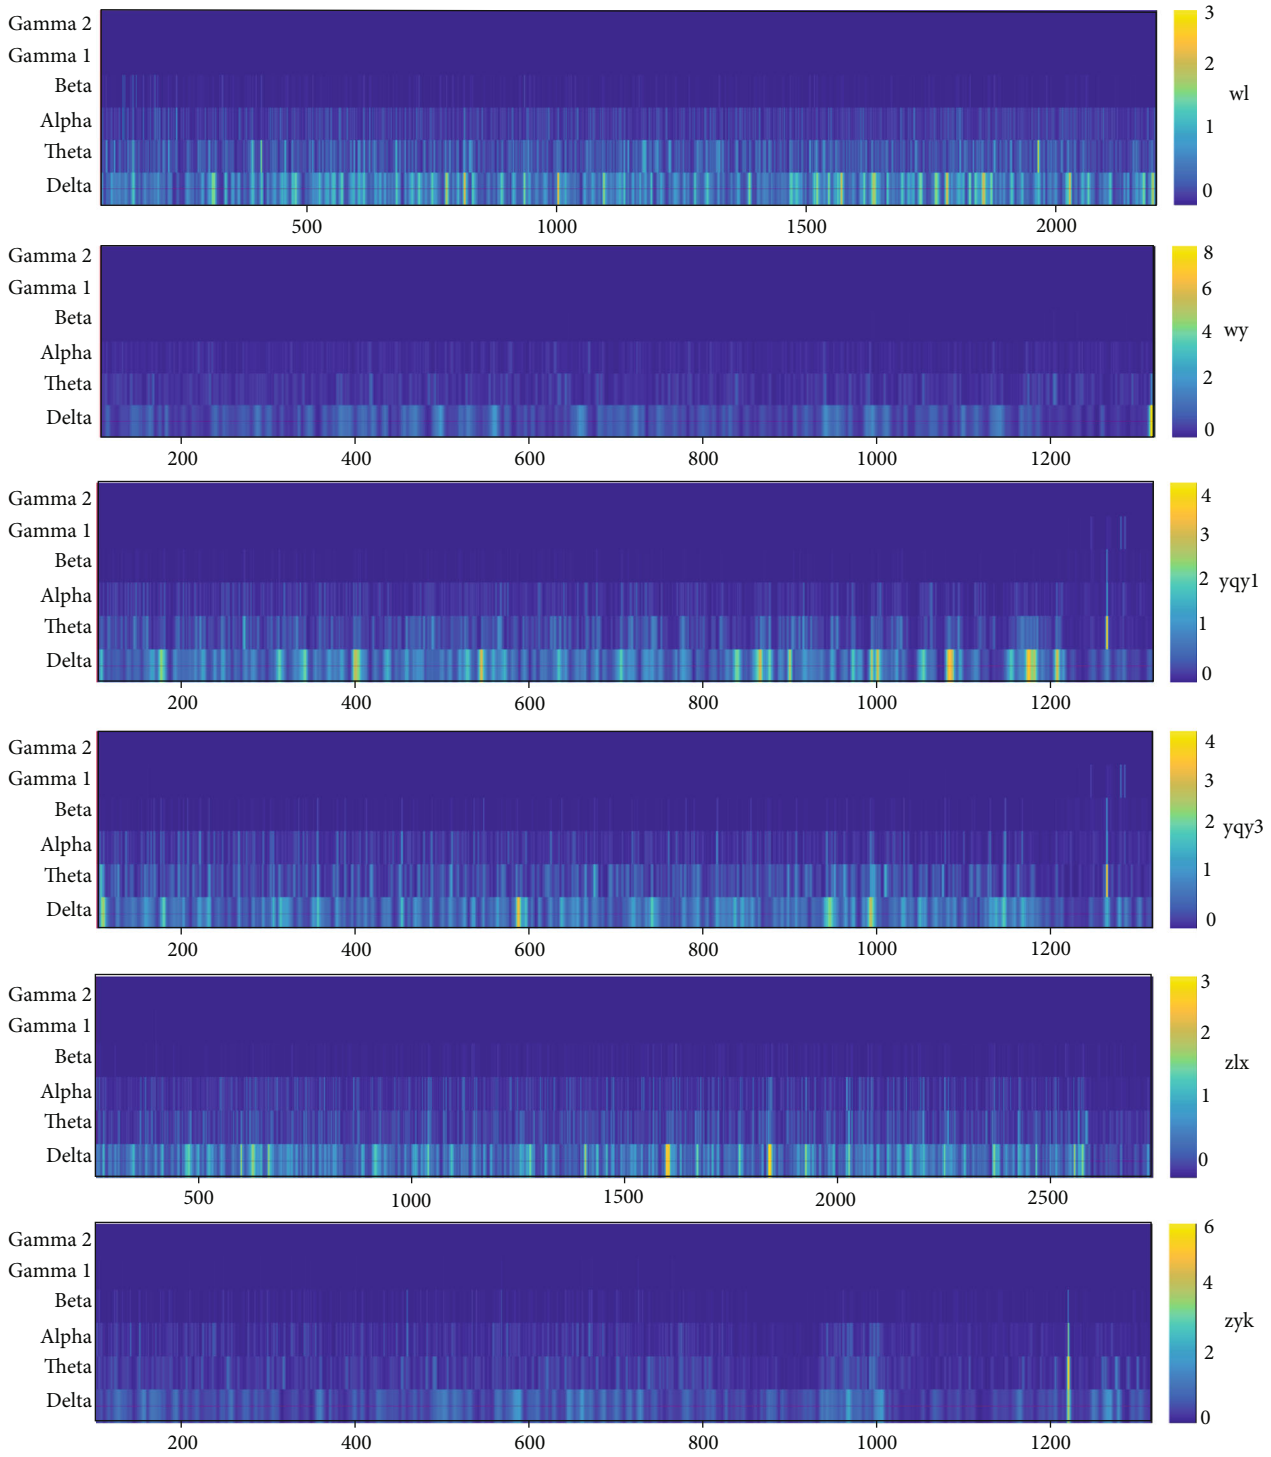 Gamma 2
Gamma 1
Beta
Alpha
Theta
Delta
500 1000 1500 2000
3
2
1
0
wl
Gamma 2
Gamma 1
Beta
Alpha
Theta
Delta
200 400 600 800 1000 1200
8
6
4
2
0
wy
Gamma 2
Gamma 1
Beta
Alpha
Theta
Delta
200 400 600 800 1000 1200
4
3
2
1
0
yqy1
Gamma 2
Gamma 1
Beta
Alpha
Theta
Delta
200 400 600 800 1000 1200
4
3
2
1
0
yqy3
Gamma 2
Gamma 1
Beta
Alpha
Theta
Delta
500 1000 1500 2000 2500
3
2
1
0
zlx
Gamma 2
Gamma 1
Beta
Alpha
Theta
Delta
200 400 600 800 1000 1200
6
4
2
0
zyk